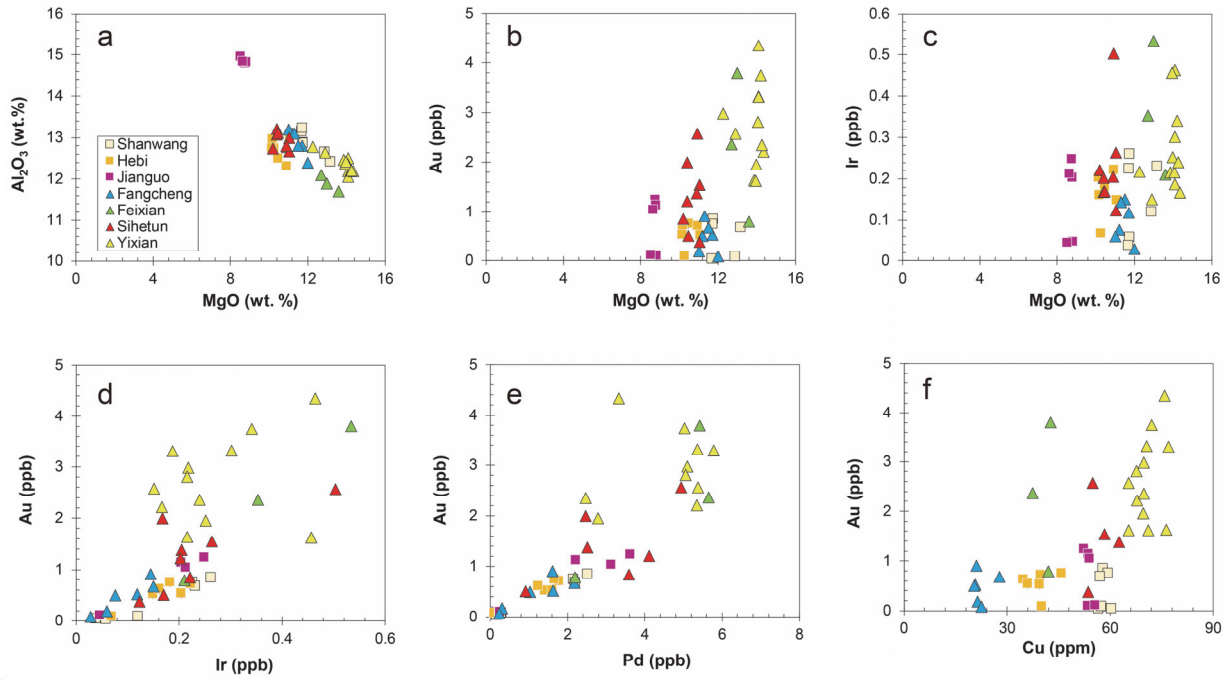 a
Al₂O₃ (wt.%)
16
15
14
13
12
11
10
Shanwang
Hebi
Jianguo
Fangcheng
Feixian
Sihetun
Yixian
0 4 8 12 16
MgO (wt. %)
b
Au (ppb)
5
4
3
2
1
0
0 4 8 12 16
MgO (wt. %)
c
Ir (ppb)
0.6
0.5
0.4
0.3
0.2
0.1
0
0 4 8 12 16
MgO (wt. %)
d
Au (ppb)
5
4
3
2
1
0
0 0.2 0.4 0.6
Ir (ppb)
e
Au (ppb)
5
4
3
2
1
0
0 2 4 6 8
Pd (ppb)
f
Au (ppb)
5
4
3
2
1
0
0 30 60 90
Cu (ppm)